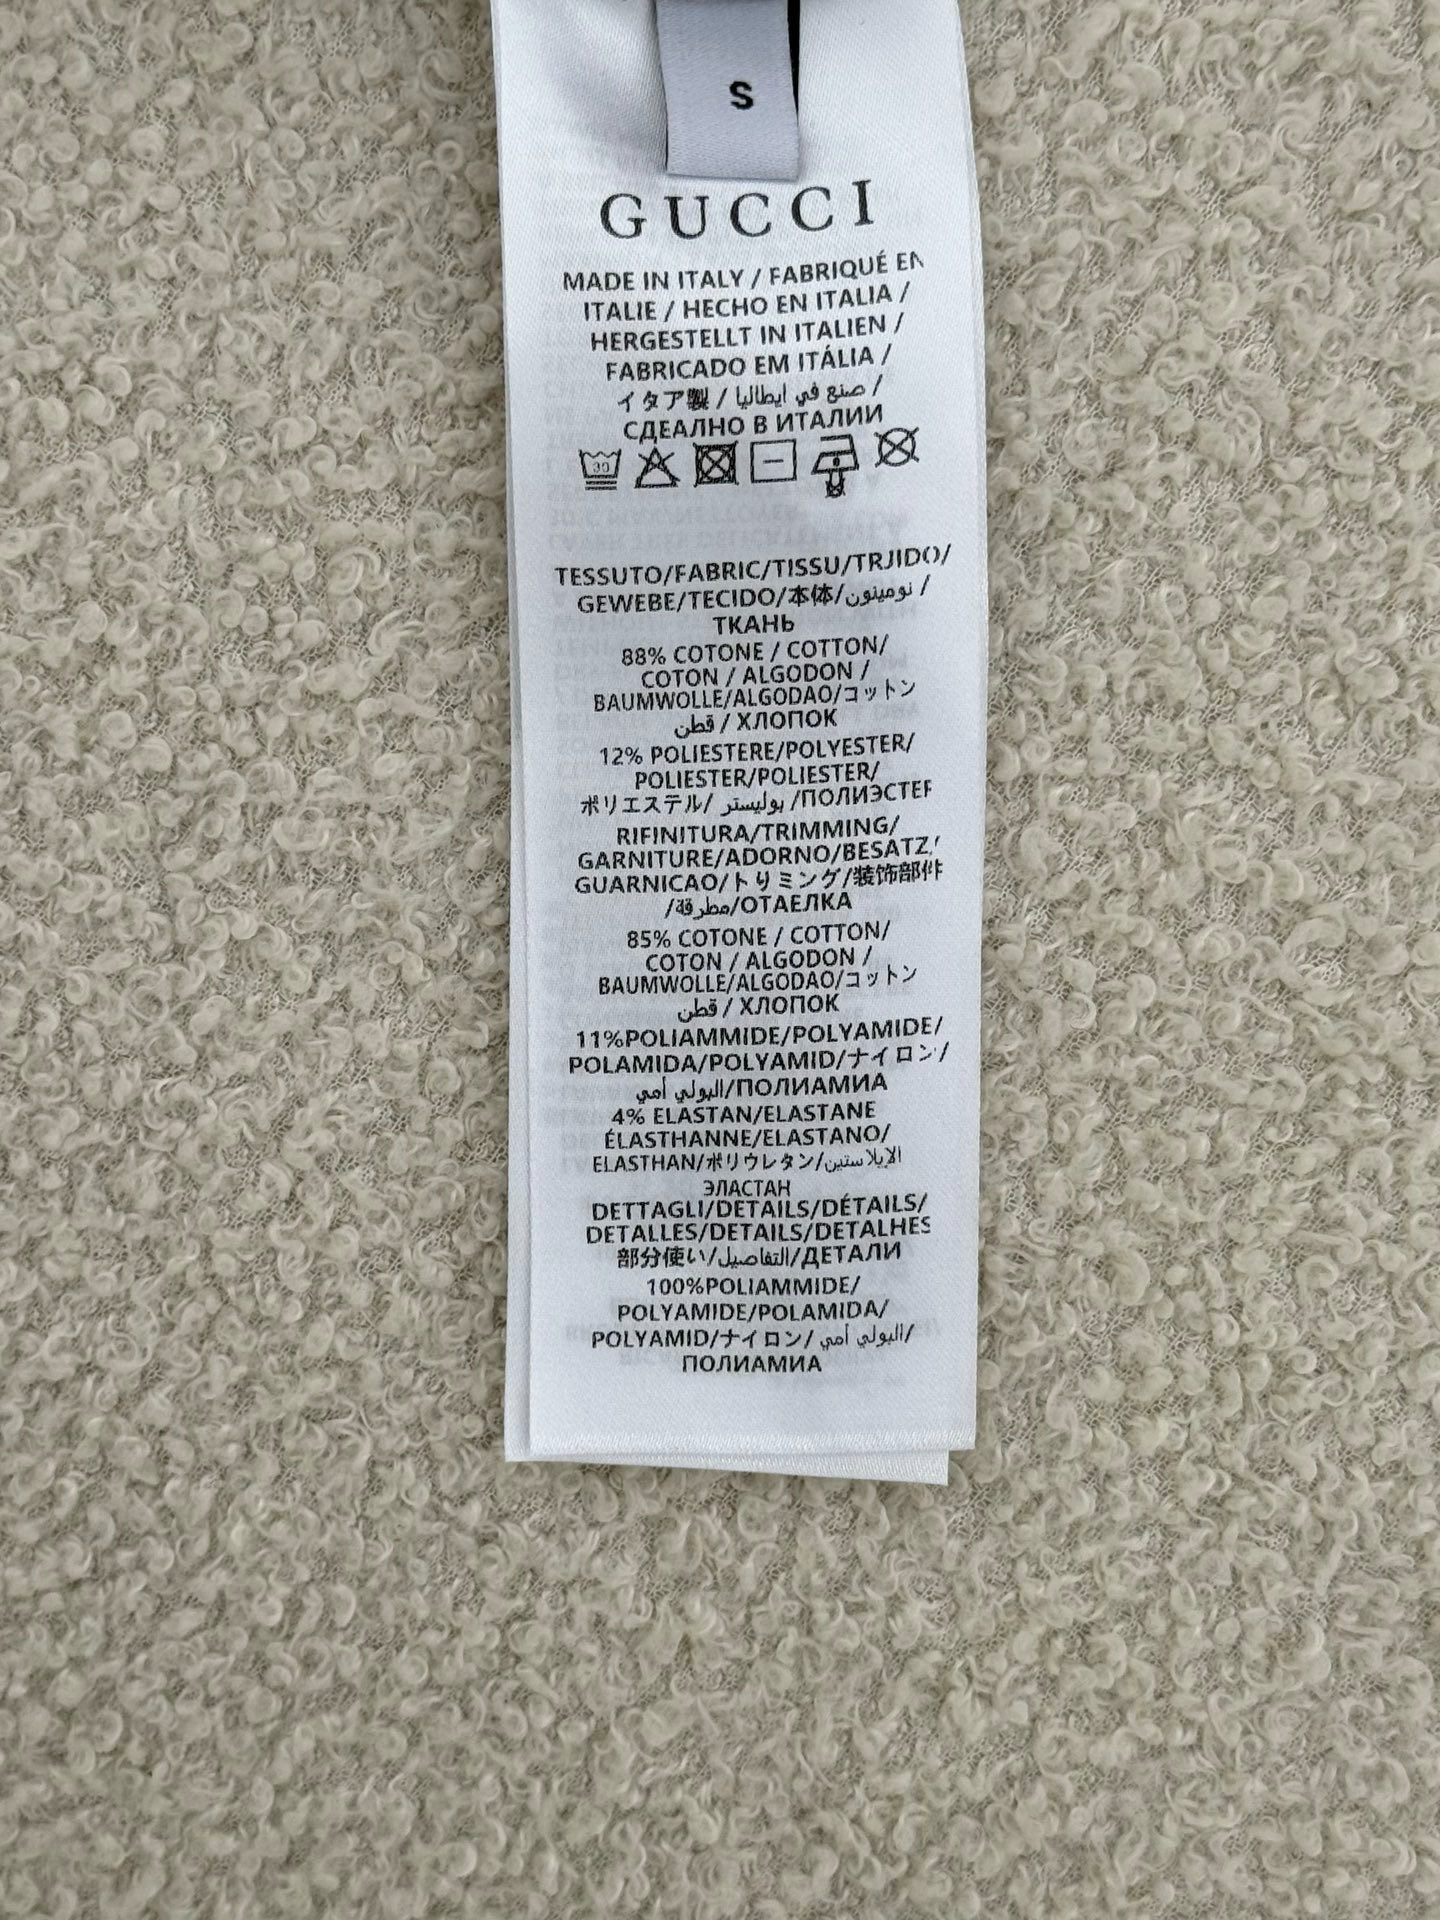 S
GUCCI
MADE IN ITALY / FABRIQUÉ EN
ITALIE / HECHO EN ITALIA /
HERGESTELLT IN ITALIEN /
FABRICADO EM ITÁLIA /
イタア製 / صنع في ايطاليا /
СДЕАЛНО В ИТАЛИИ
30
TESSUTO/FABRIC/TISSU/TRJIDO/
GEWEBE/TECIDO/本体/نومينون /
ТКАНЬ
88% COTONE / COTTON/
COTON / ALGODON /
BAUMWOLLE/ALGODAO/コットン
قطن / ХЛОПОК
12% POLIESTERE/POLYESTER/
POLIESTER/POLIESTER/
ポリエステル/ بوليستر /ПОЛИЭСТЕР
RIFINITURA/TRIMMING/
GARNITURE/ADORNO/BESATZ/
GUARNICAO/トリミング/装饰部件
/مطرقة/ОТАЕЛКА
85% COTONE / COTTON/
COTON / ALGODON /
BAUMWOLLE/ALGODAO/コットン
قطن / ХЛОПОК
11%POLIAMMIDE/POLYAMIDE/
POLAMIDA/POLYAMID/ナイロン/
البولي أمي/ПОЛИАМИА
4% ELASTAN/ELASTANE
ÉLASTHANNE/ELASTANO/
ELASTHAN/ポリウレタン/الايلاستين
ЭЛАСТАН
DETTAGLI/DETAILS/DÉTAILS/
DETALLES/DETAILS/DETALHES
部分使い/التفاصيل/ДЕТАЛИ
100%POLIAMMIDE/
POLYAMIDE/POLAMIDA/
POLYAMID/ナイロン/ البولي أمي/
ПОЛИАМИА